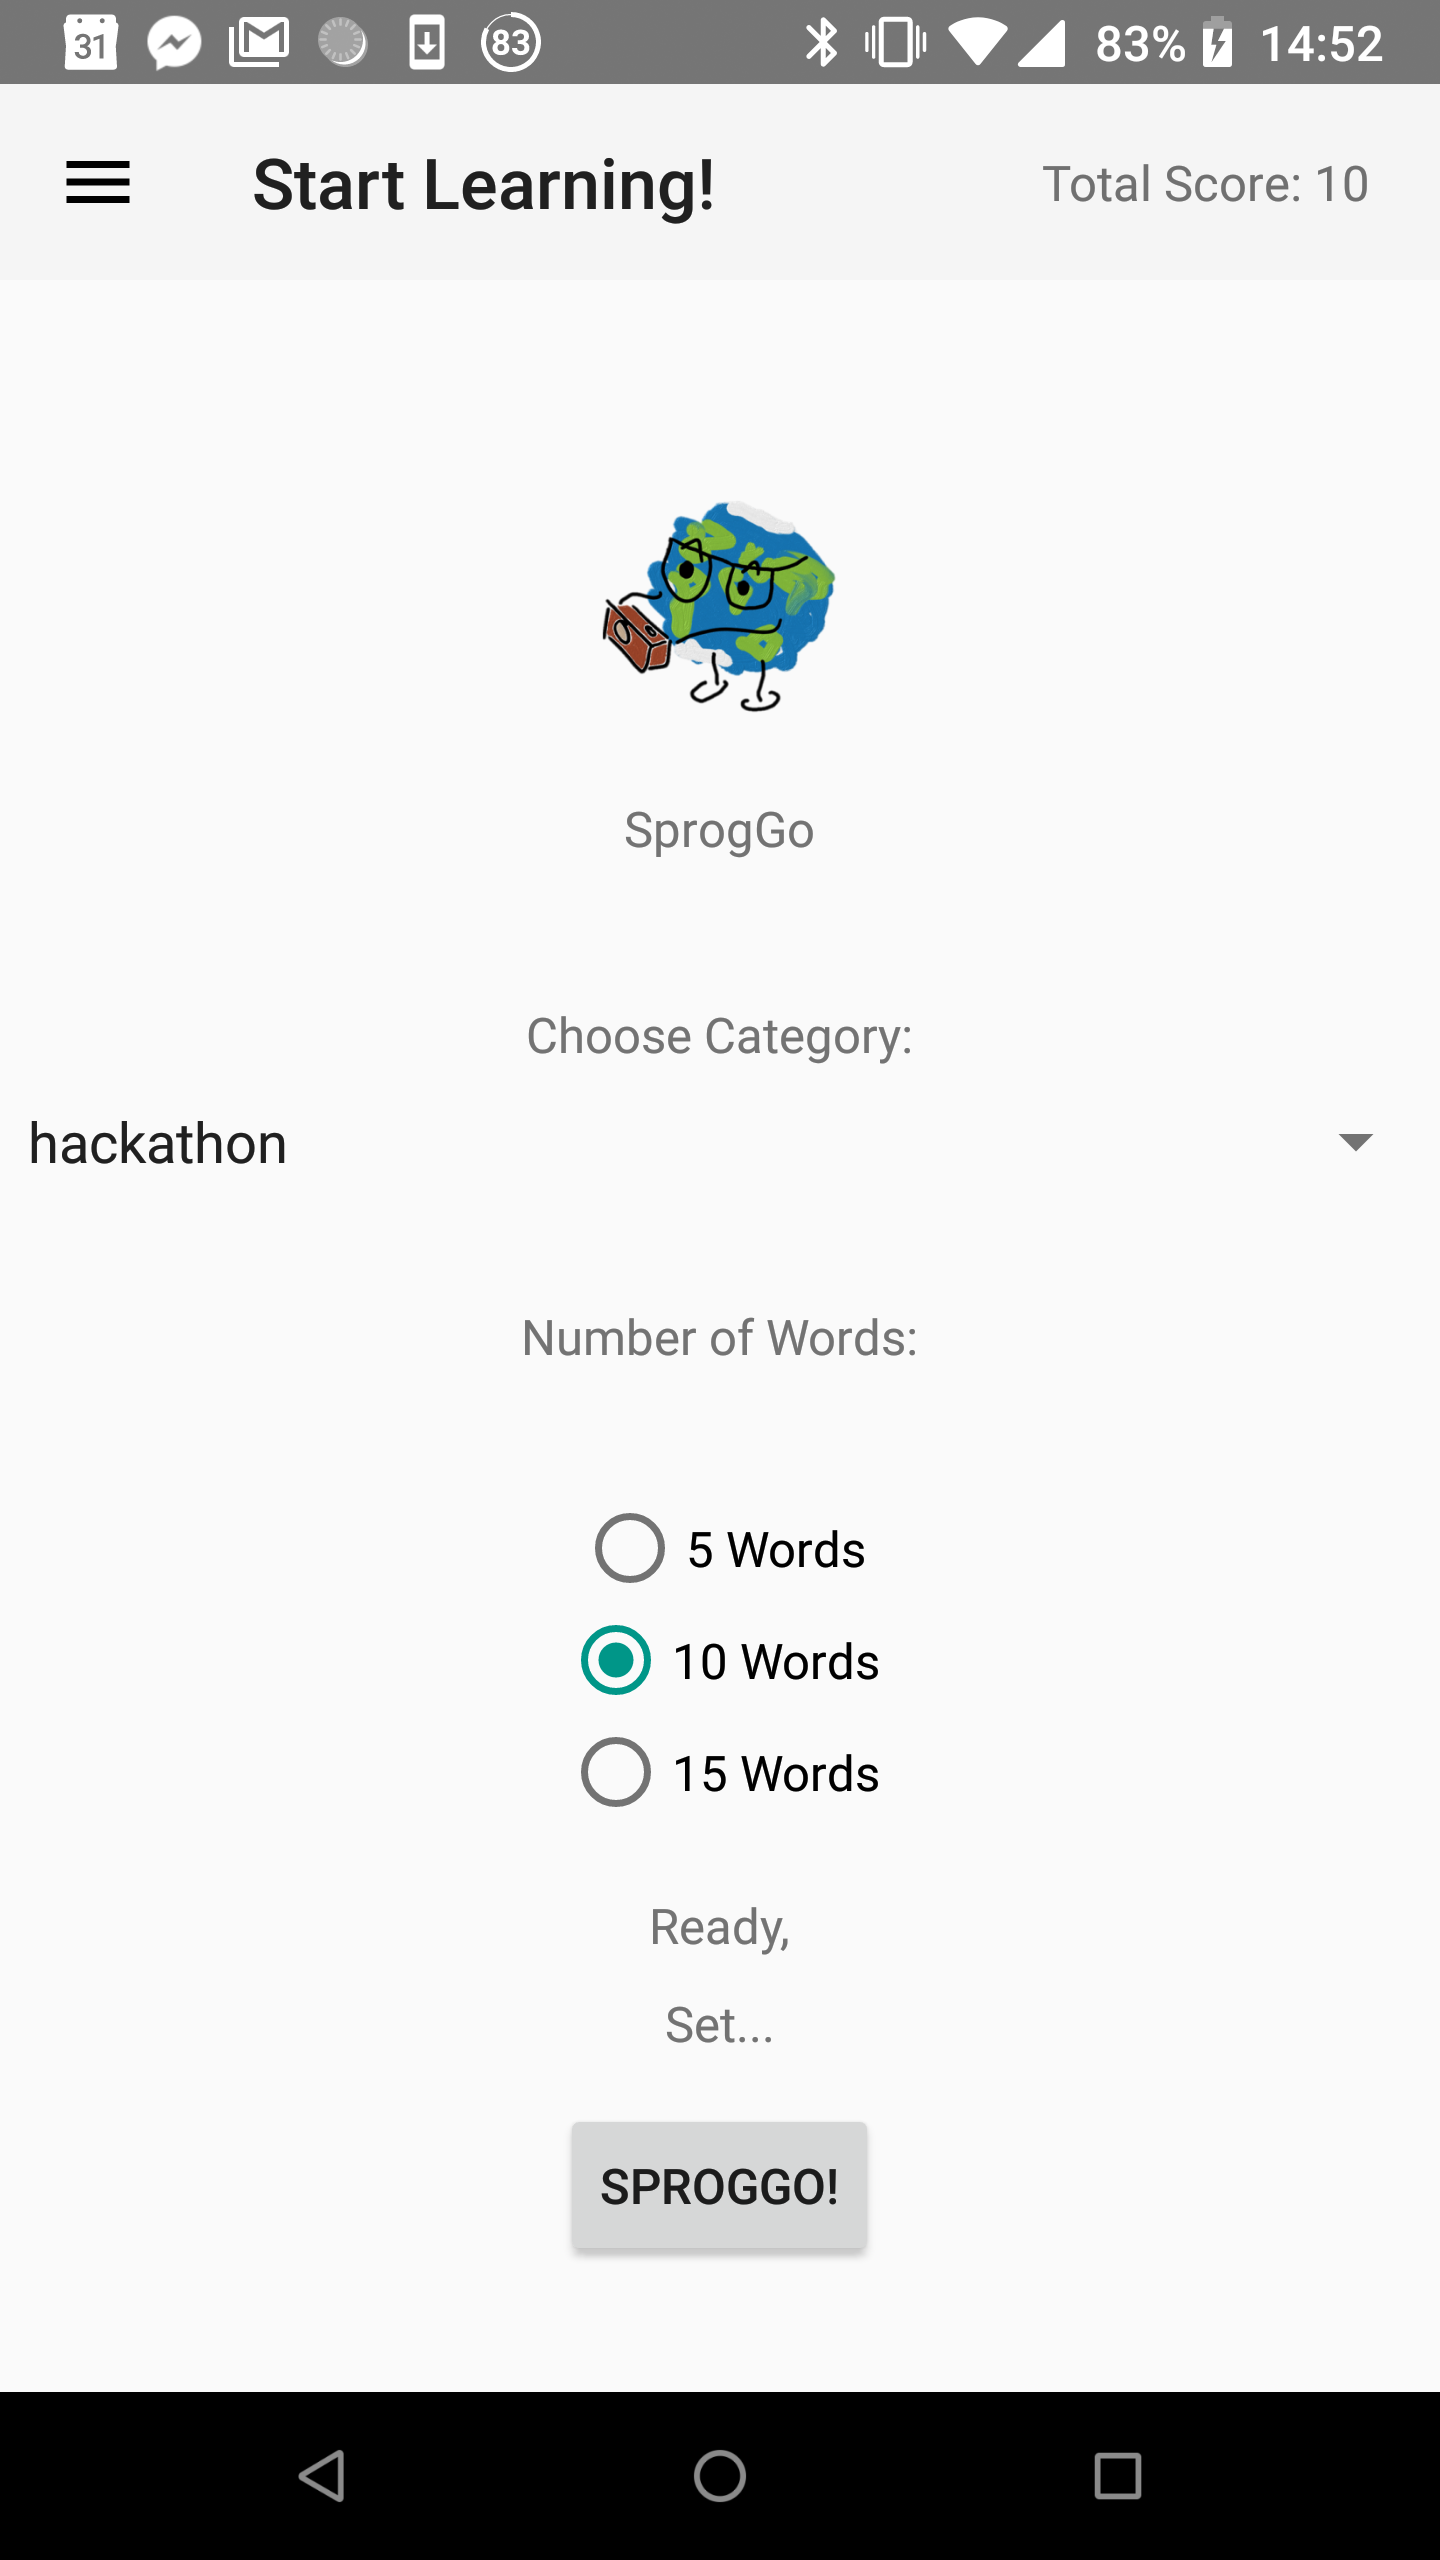 31 83 83% 14:52
Start Learning! Total Score: 10
SprogGo
Choose Category:
hackathon
Number of Words:
5 Words
10 Words
15 Words
Ready,
Set...
SPROGGO!